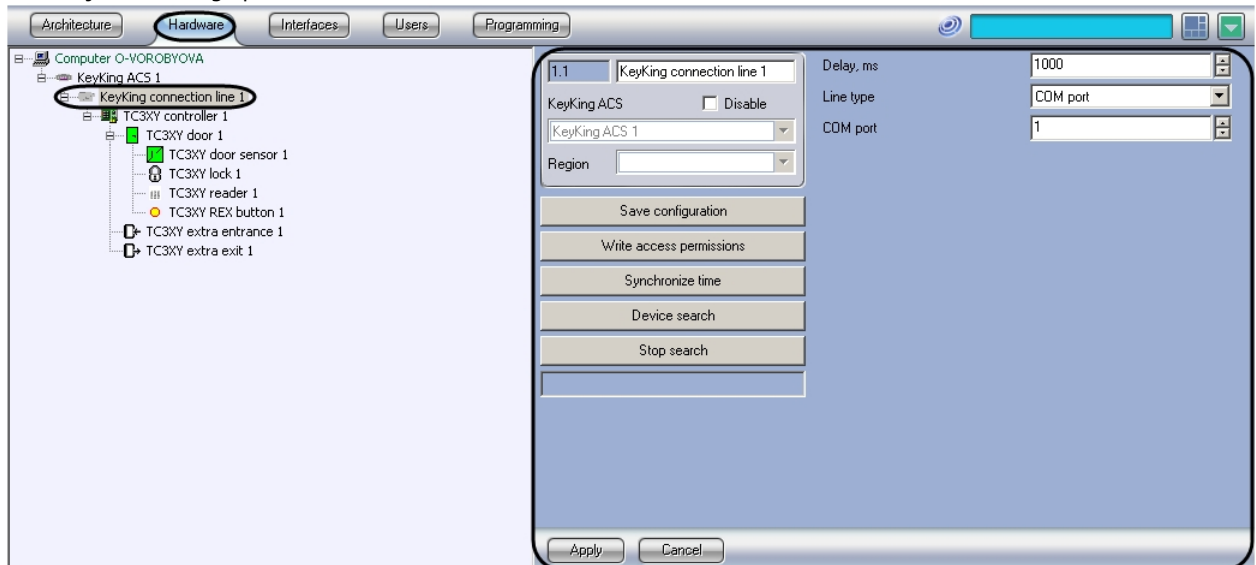 Architecture Hardware Interfaces Users Programming
Computer O-VOROBYOVA
KeyKing ACS 1
KeyKing connection line 1
TC3XY controller 1
TC3XY door 1
TC3XY door sensor 1
TC3XY lock 1
TC3XY reader 1
TC3XY REX button 1
TC3XY extra entrance 1
TC3XY extra exit 1
1.1 KeyKing connection line 1
KeyKing ACS Disable
KeyKing ACS 1
Region
Save configuration
Write access permissions
Synchronize time
Device search
Stop search
Delay, ms 1000
Line type COM port
COM port 1
Apply Cancel